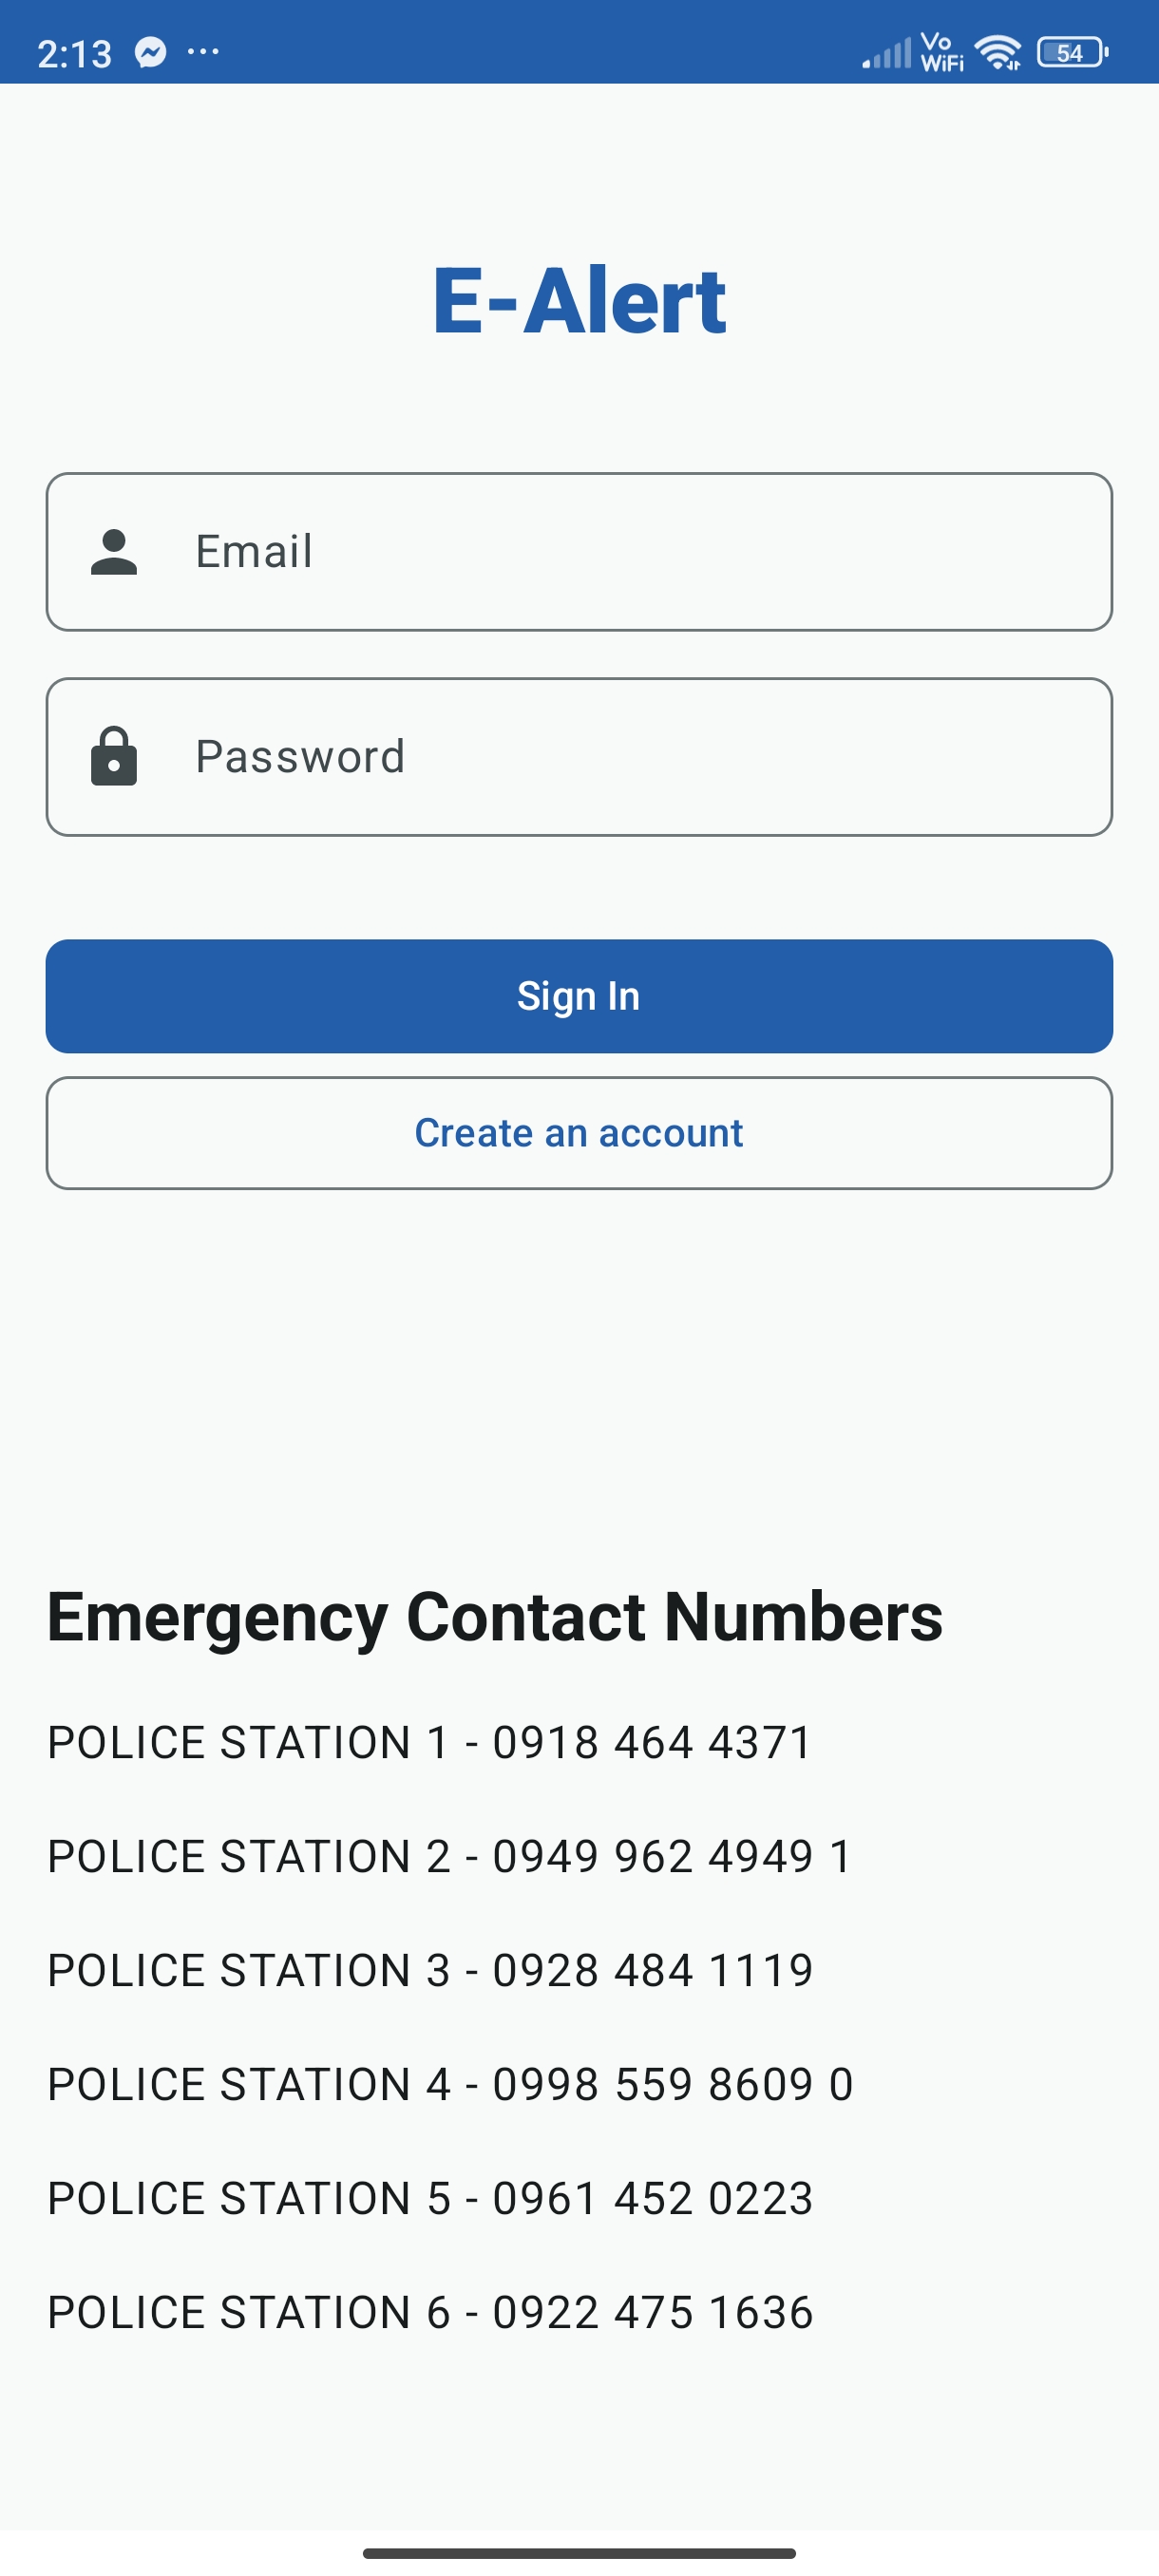 2:13
Vo
WiFi
54
E-Alert
Email
Password
Sign In
Create an account
Emergency Contact Numbers
POLICE STATION 1 - 0918 464 4371
POLICE STATION 2 - 0949 962 4949 1
POLICE STATION 3 - 0928 484 1119
POLICE STATION 4 - 0998 559 8609 0
POLICE STATION 5 - 0961 452 0223
POLICE STATION 6 - 0922 475 1636